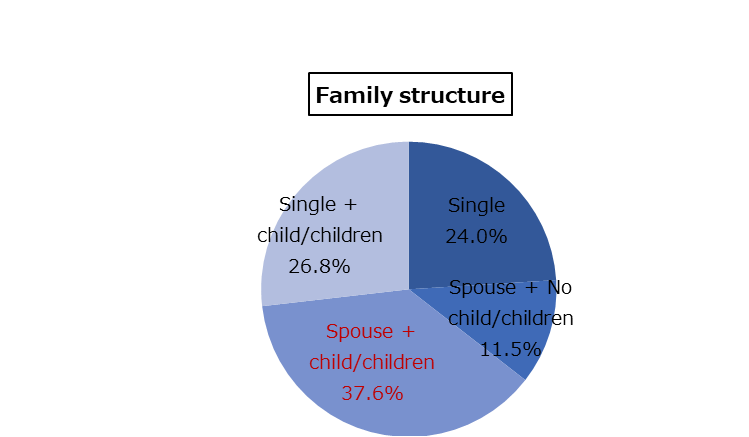 Family structure
Single
24.0%
Spouse + No
child/children
11.5%
Spouse +
child/children
37.6%
Single +
child/children
26.8%